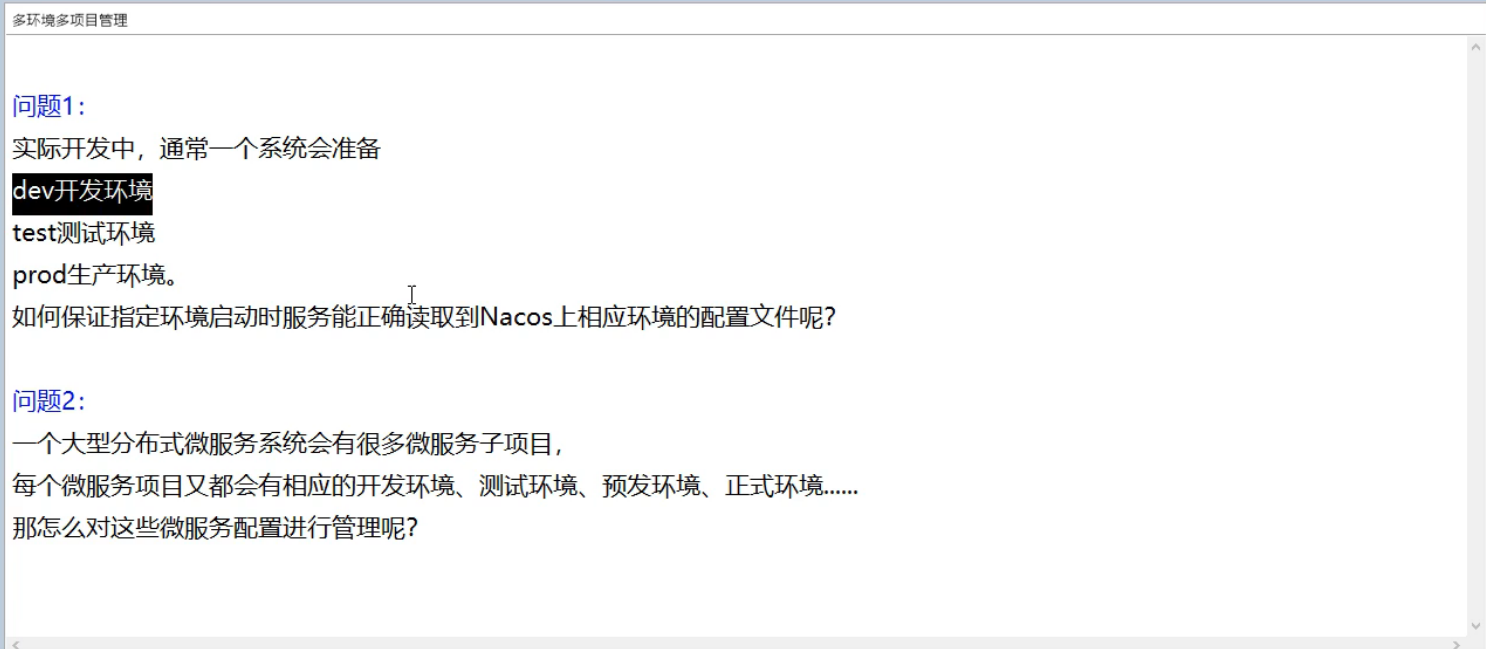 多环境多项目管理
问题1：
实际开发中，通常一个系统会准备
dev开发环境
test测试环境
prod生产环境。
如何保证指定环境启动时服务能正确读取到Nacos上相应环境的配置文件呢？
问题2：
一个大型分布式微服务系统会有很多微服务子项目，
每个微服务项目又都会有相应的开发环境、测试环境、预发环境、正式环境......
那怎么对这些微服务配置进行管理呢？